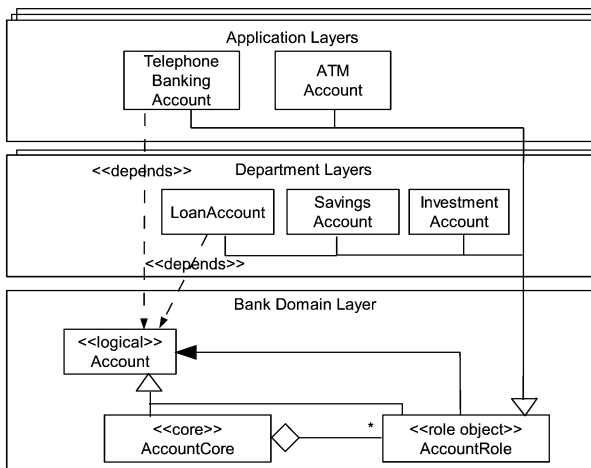 Application Layers
Telephone
Banking
Account
ATM
Account
<<depends>>
Department Layers
LoanAccount
Savings
Account
Investment
Account
<<depends>>
Bank Domain Layer
<<logical>>
Account
<<core>>
AccountCore
*
<<role object>>
AccountRole